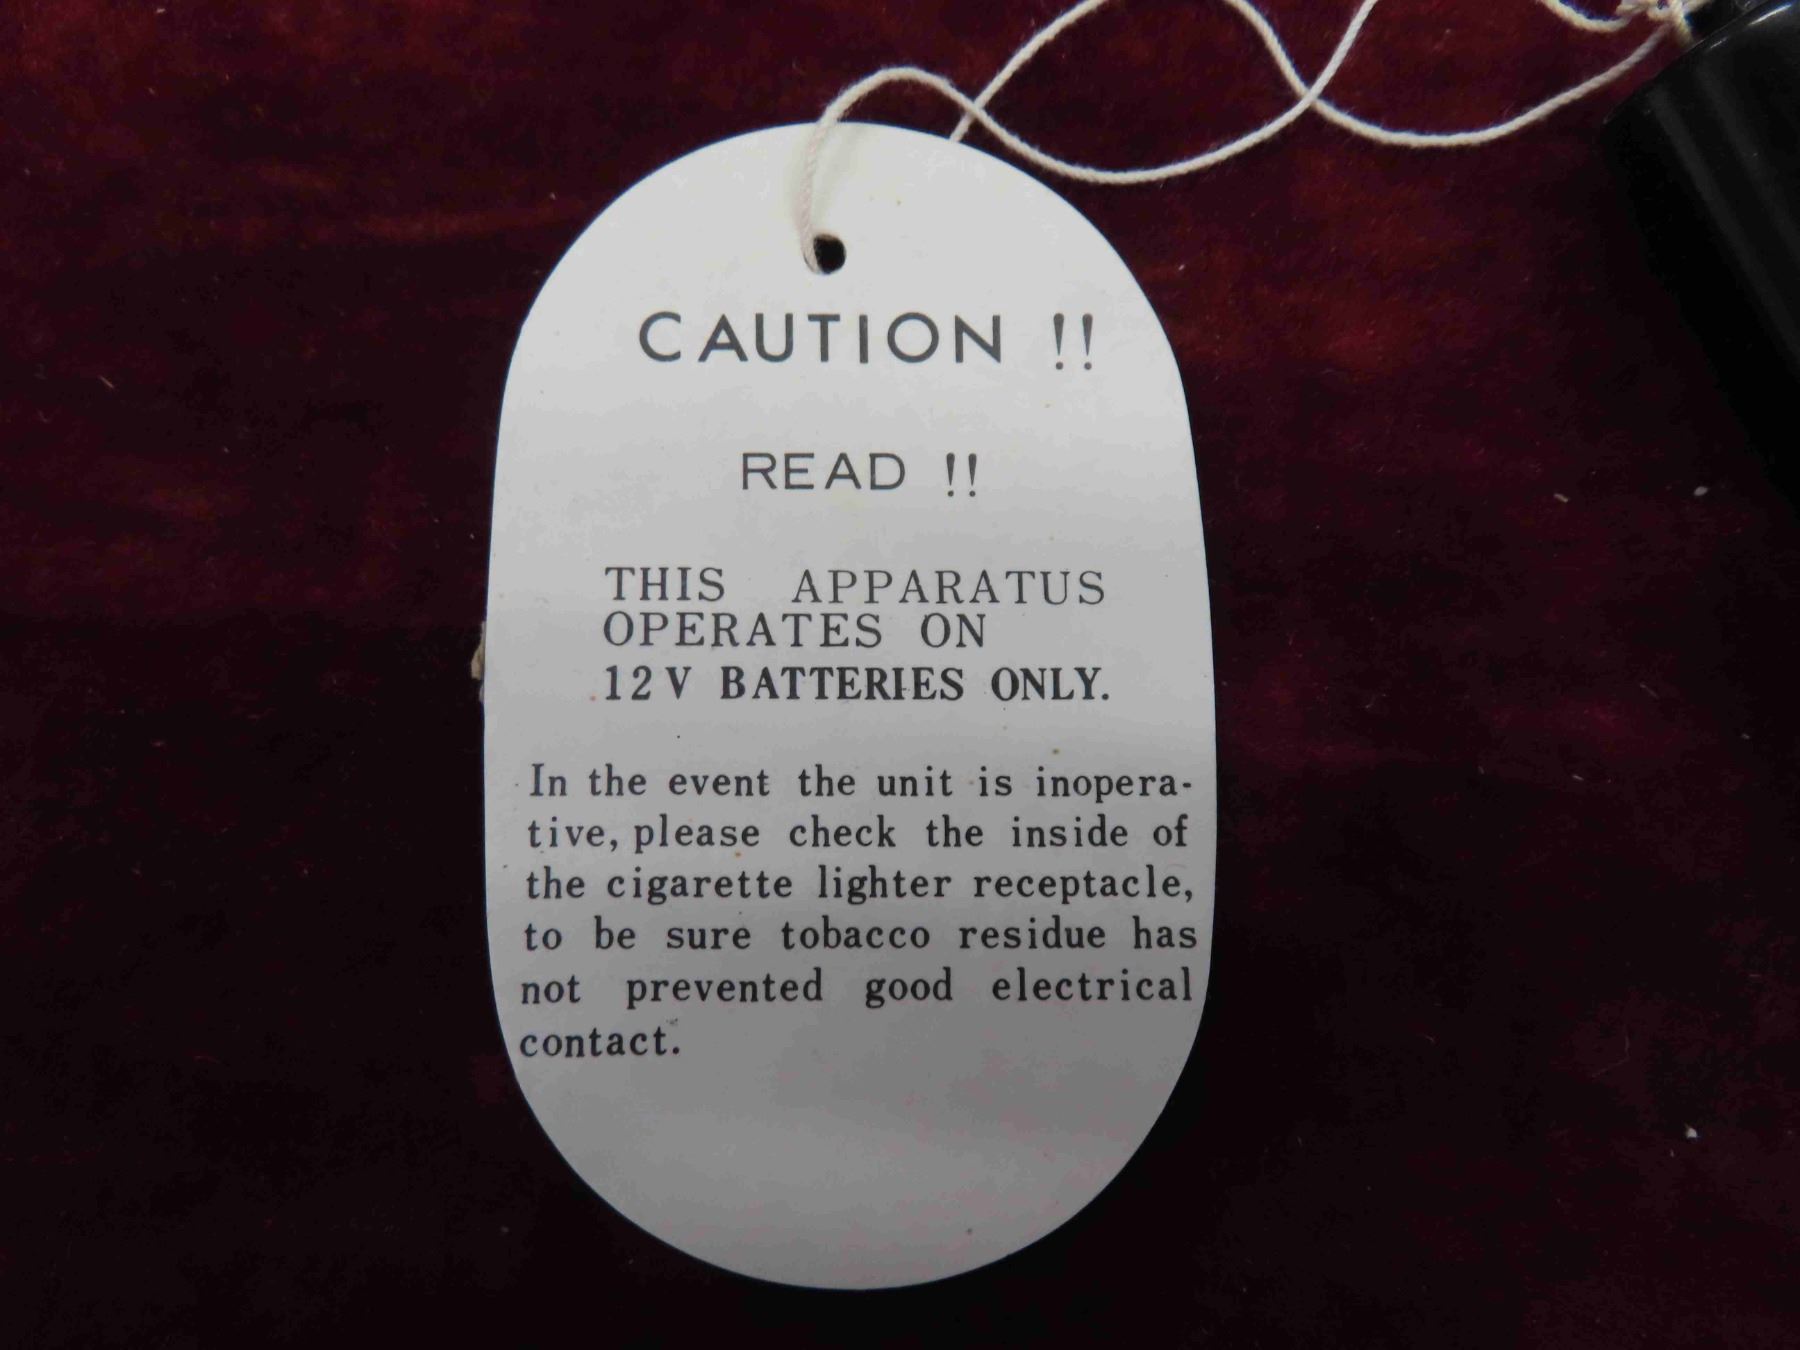 CAUTION !!
READ !!
THIS APPARATUS
OPERATES ON
12V BATTERIES ONLY.
In the event the unit is inopera-
tive, please check the inside of
the cigarette lighter receptacle,
to be sure tobacco residue has
not prevented good electrical
contact.